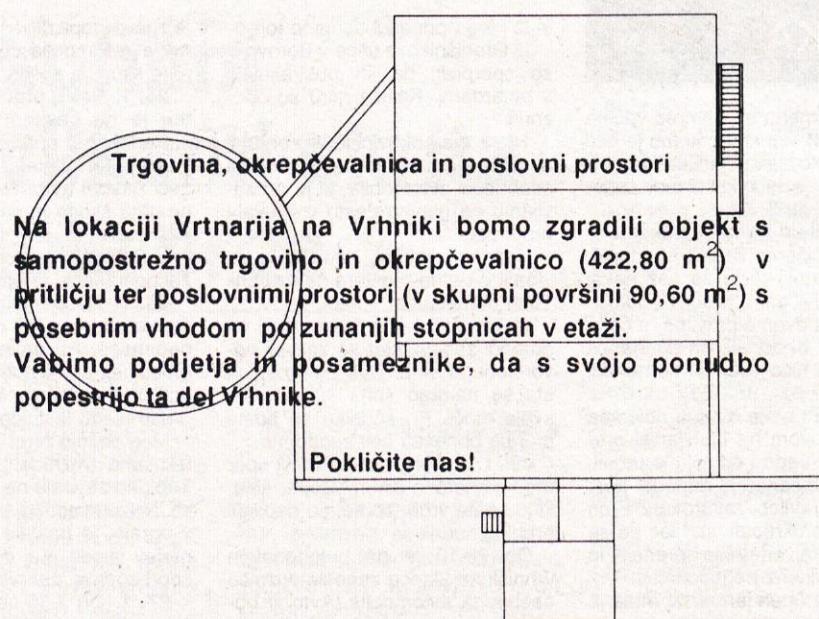 Trgovina, okrepčevalnica in poslovni prostori
Na lokaciji Vrtnarija na Vrhniki bomo zgradili objekt s
samopostrežno trgovino in okrepčevalnico (422,80 m²) v
pritličju ter poslovnimi prostori (v skupni površini 90,60 m²) s
posebnim vhodom po zunanjih stopnicah v etaži.
Vabimo podjetja in posameznike, da s svojo ponudbo
popestrijo ta del Vrhnike.
Pokličite nas!